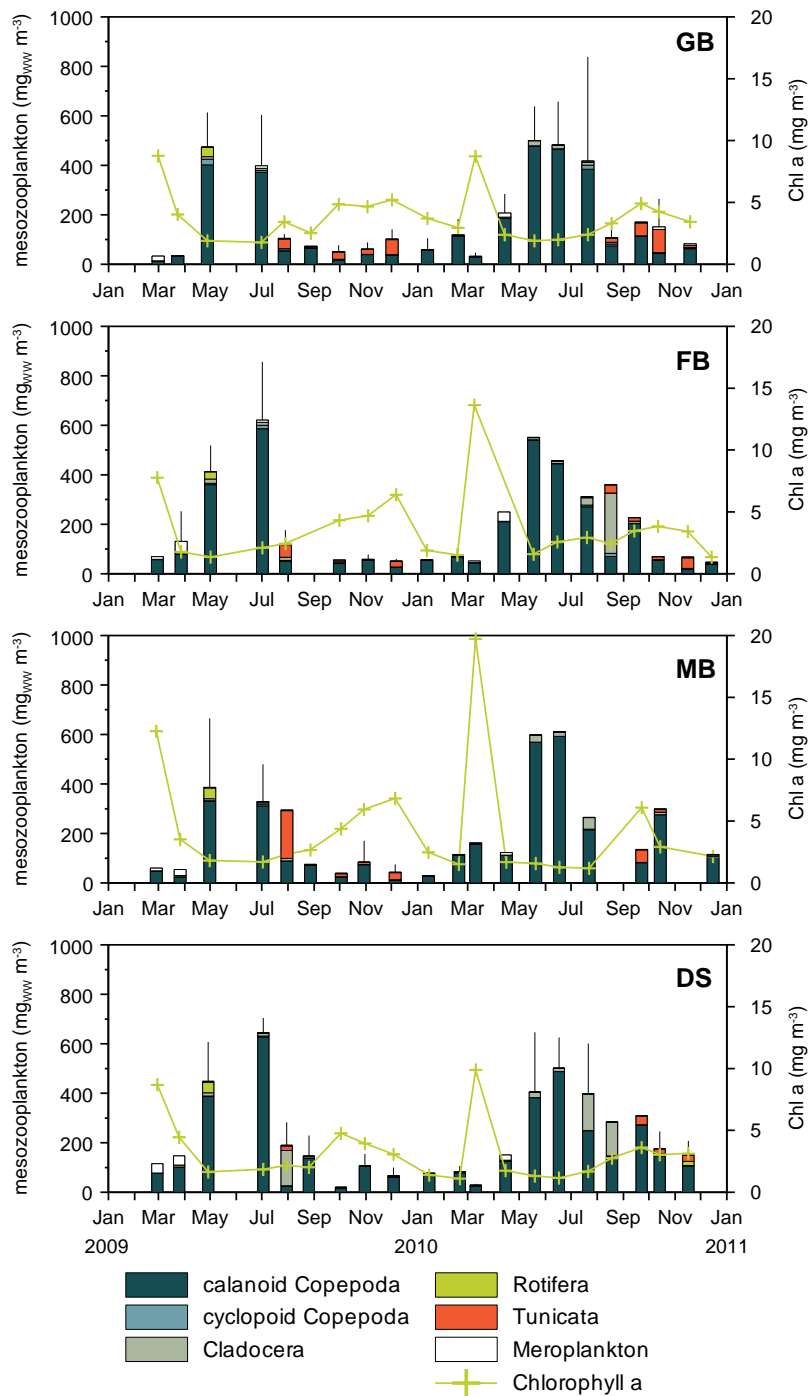 GB
mesozooplankton (mgWW m-3)
1000
800
600
400
200
0
20
15
10
5
0
Chl a (mg m-3)
Jan Mar May Jul Sep Nov Jan Mar May Jul Sep Nov Jan
FB
mesozooplankton (mgWW m-3)
1000
800
600
400
200
0
20
15
10
5
0
Chl a (mg m-3)
Jan Mar May Jul Sep Nov Jan Mar May Jul Sep Nov Jan
MB
mesozooplankton (mgWW m-3)
1000
800
600
400
200
0
20
15
10
5
0
Chl a (mg m-3)
Jan Mar May Jul Sep Nov Jan Mar May Jul Sep Nov Jan
DS
mesozooplankton (mgWW m-3)
1000
800
600
400
200
0
20
15
10
5
0
Chl a (mg m-3)
Jan Mar May Jul Sep Nov Jan Mar May Jul Sep Nov Jan
2009 2010 2011
calanoid Copepoda
cyclopoid Copepoda
Cladocera
Rotifera
Tunicata
Meroplankton
Chlorophyll a